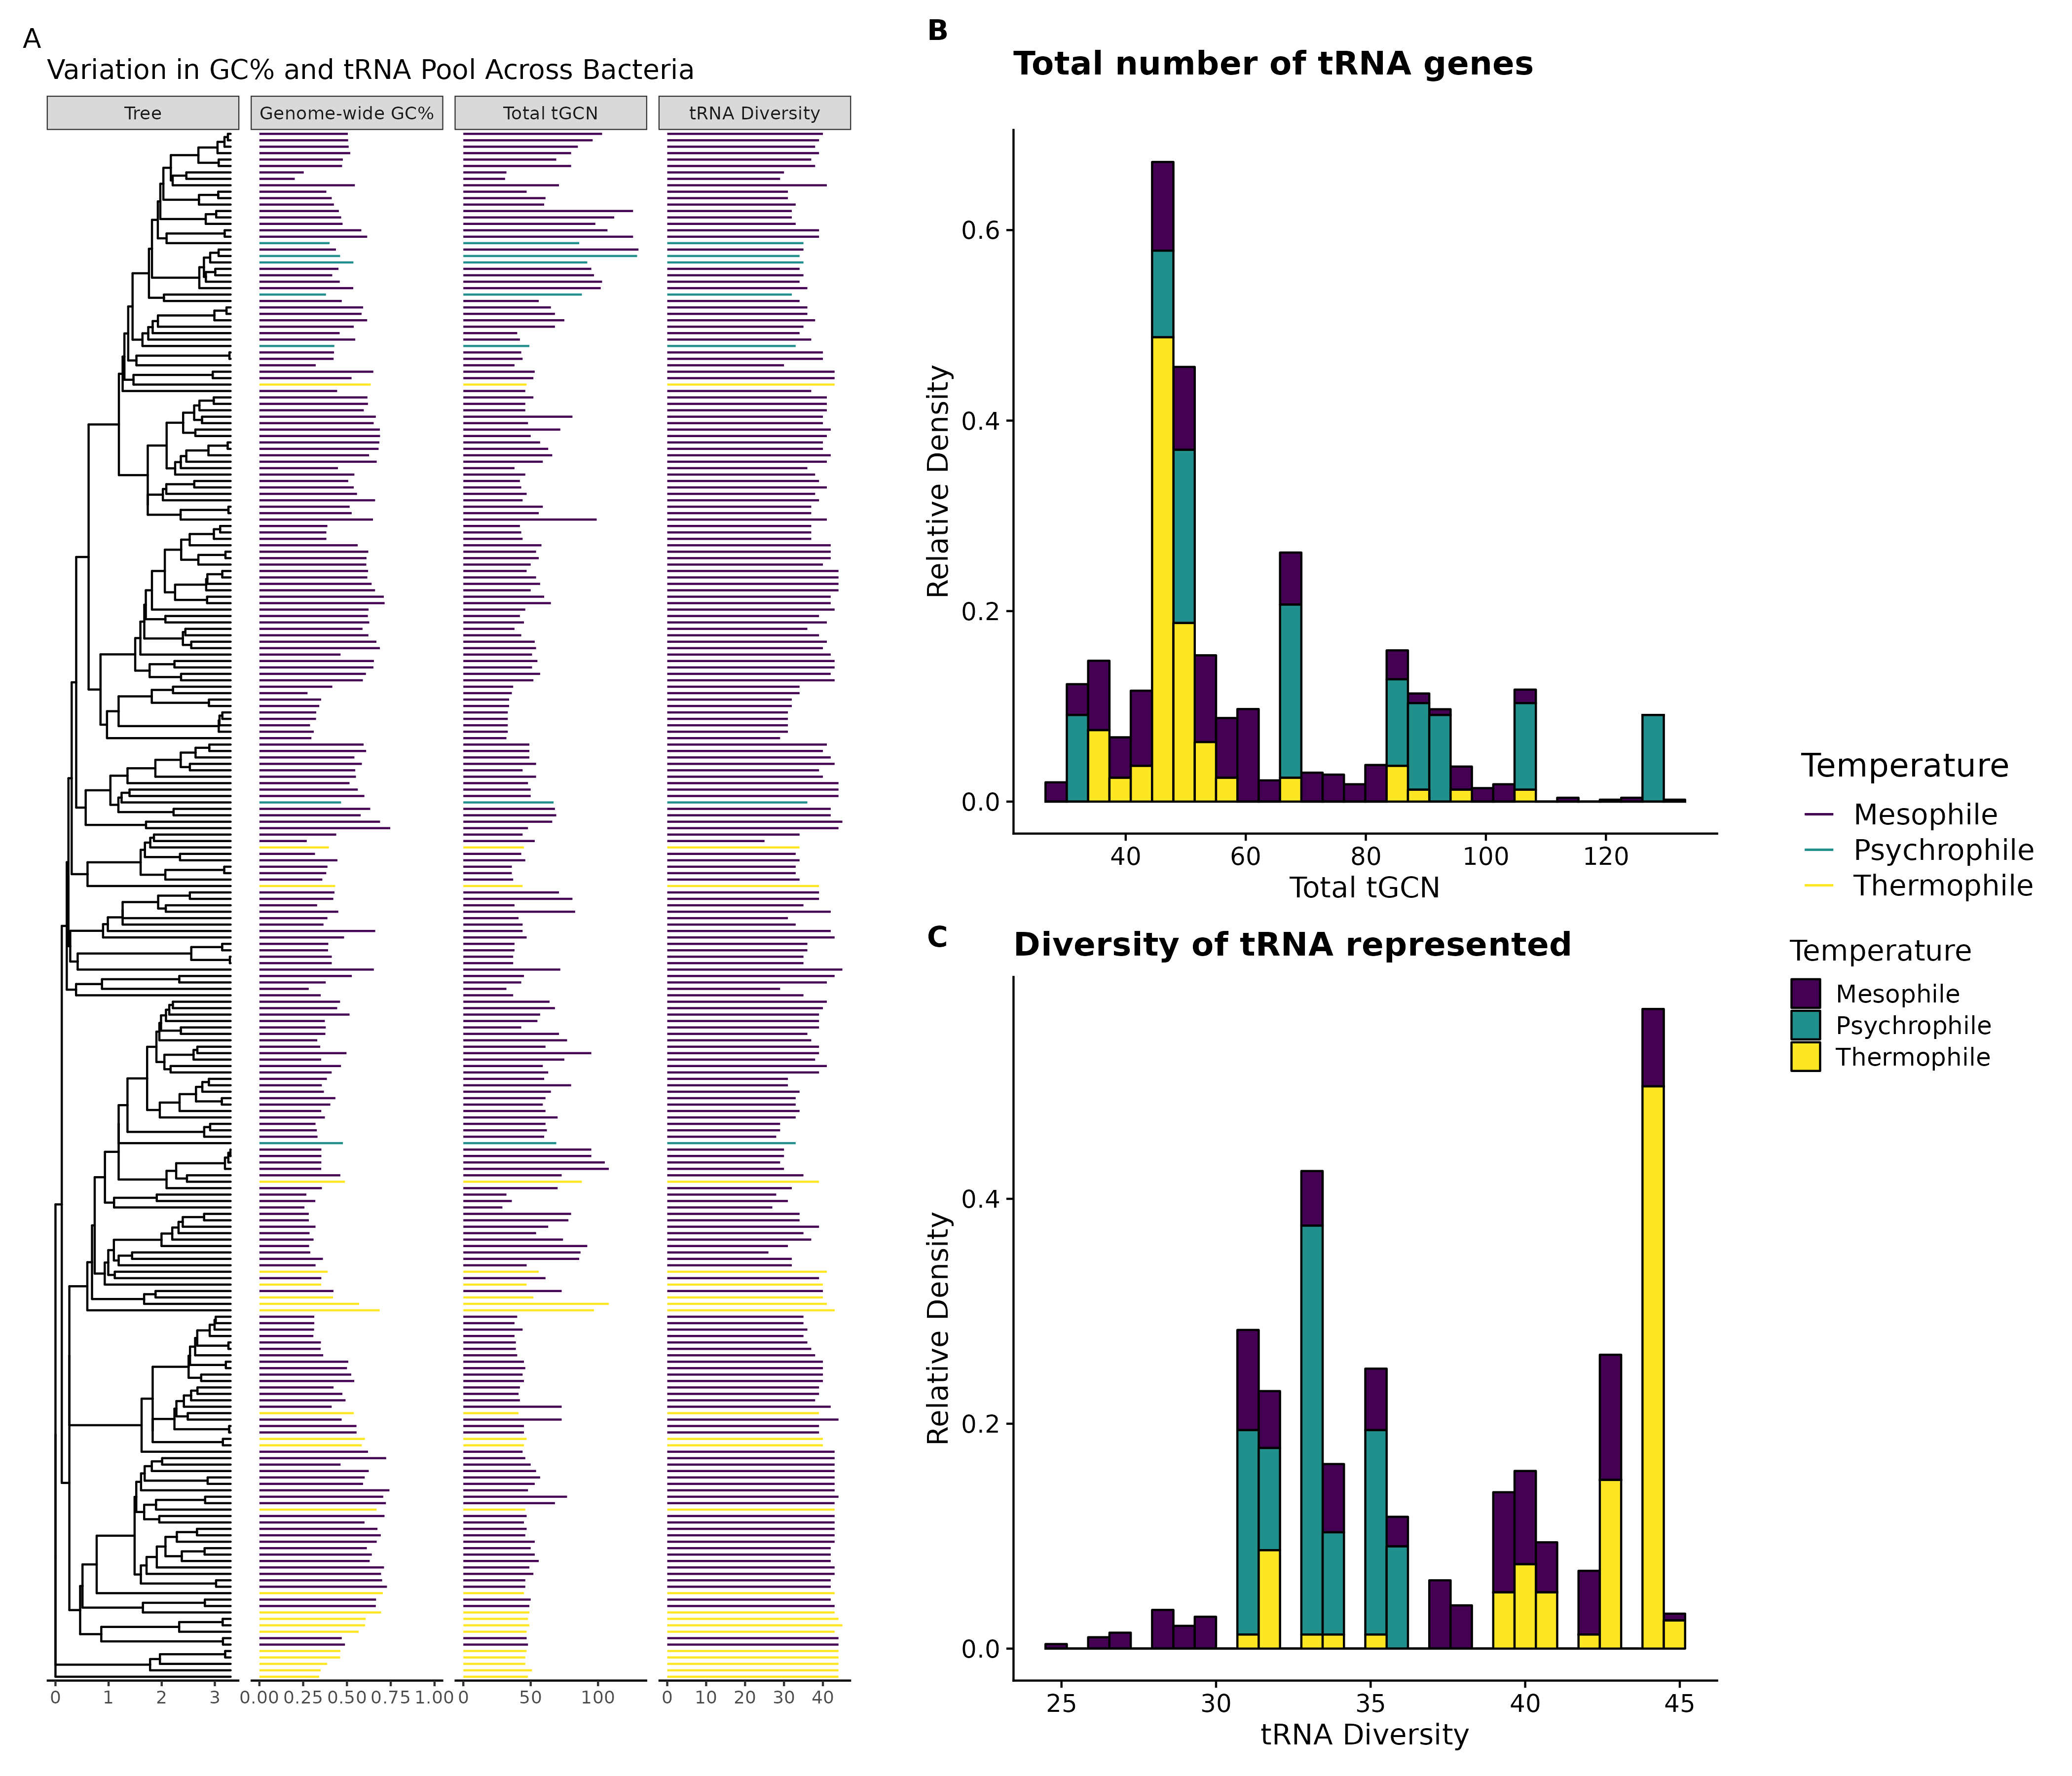 A
Variation in GC% and tRNA Pool Across Bacteria
Tree
Genome-wide GC%
Total tGCN
tRNA Diversity
0 1 2 3
0.00 0.25 0.50 0.75 1.00
0 50 100
0 10 20 30 40
B
Total number of tRNA genes
Relative Density
0.6
0.4
0.2
0.0
40 60 80 100 120
Total tGCN
C
Diversity of tRNA represented
Relative Density
0.4
0.2
0.0
25 30 35 40 45
tRNA Diversity
Temperature
Mesophile
Psychrophile
Thermophile
Temperature
Mesophile
Psychrophile
Thermophile